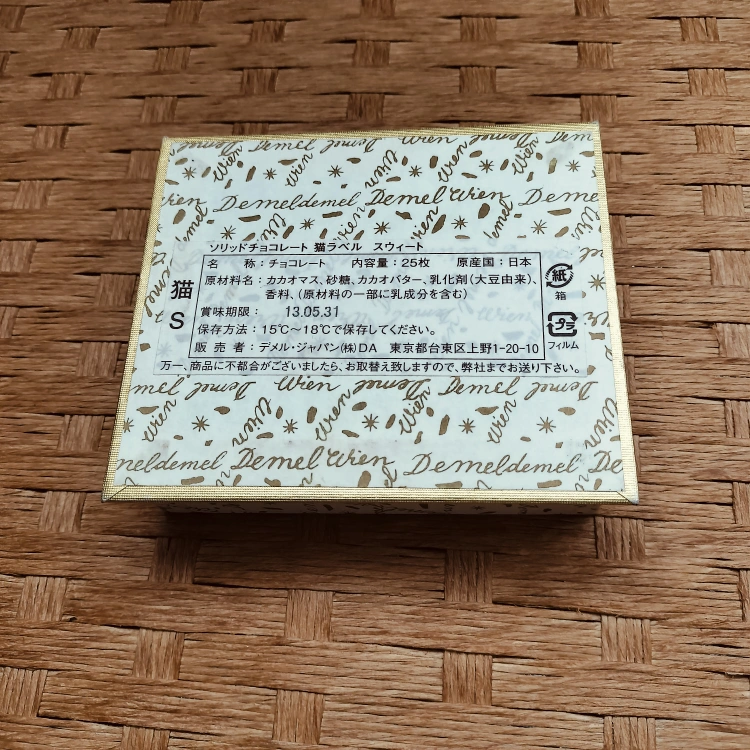 Wien Demel Wien Dem
Demeldemel Demel Wien Demeldemel
ソリッドチョコレート 猫ラベル スウィート
名 称：チョコレート 内容量：25枚 原産国：日本
原材料名：カカオマス、砂糖、カカオバター、乳化剤（大豆由来）、
香料、（原材料の一部に乳成分を含む）
賞味期限： 13.05.31
保存方法：15℃〜18℃で保存してください。
販 売 者：デメル・ジャパン㈱DA 東京都台東区上野1-20-10
猫
S
紙
箱
プラ
フィルム
万一、商品に不都合がございましたら、お取替え致しますので、弊社までお送り下さい。
Wien Demel
meldemel Demel Wien Demeldemel De